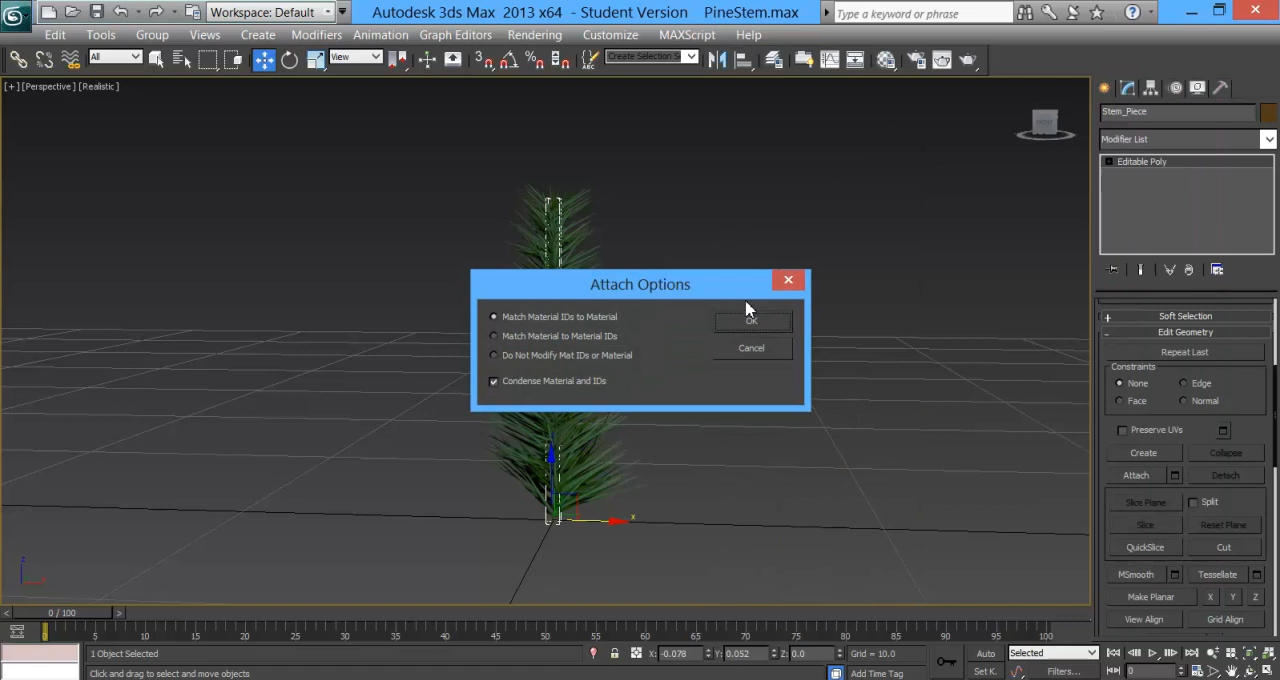 Workspace: Default
Autodesk 3ds Max 2013 x64 - Student Version PineStem.max
Type a keyword or phrase
Edit Tools Group Views Create Modifiers Animation Graph Editors Rendering Customize MAXScript Help
All
View
Create Selection S
[+] [Perspective] [Realistic]
FRONT
Stem_Piece
Modifier List
Editable Poly
Attach Options
Match Material IDs to Material
OK
Match Material to Material IDs
Cancel
Do Not Modify Mat IDs or Material
Condense Material and IDs
+ Soft Selection
- Edit Geometry
Repeat Last
Constraints
None Edge
Face Normal
Preserve UVs
Create Collapse
Attach Detach
Slice Plane Split
Slice Reset Plane
QuickSlice Cut
MSmooth Tessellate
Make Planar X Y Z
View Align Grid Align
x
z
< 0 / 100 >
0 5 10 15 20 25 30 35 40 45 50 55 60 65 70 75 80 85 90 95 100
1 Object Selected X: -0.078 Y: 0.052 Z: 0.0 Grid = 10.0 Auto Selected
Click and drag to select and move objects Add Time Tag Set K. Filters... 0